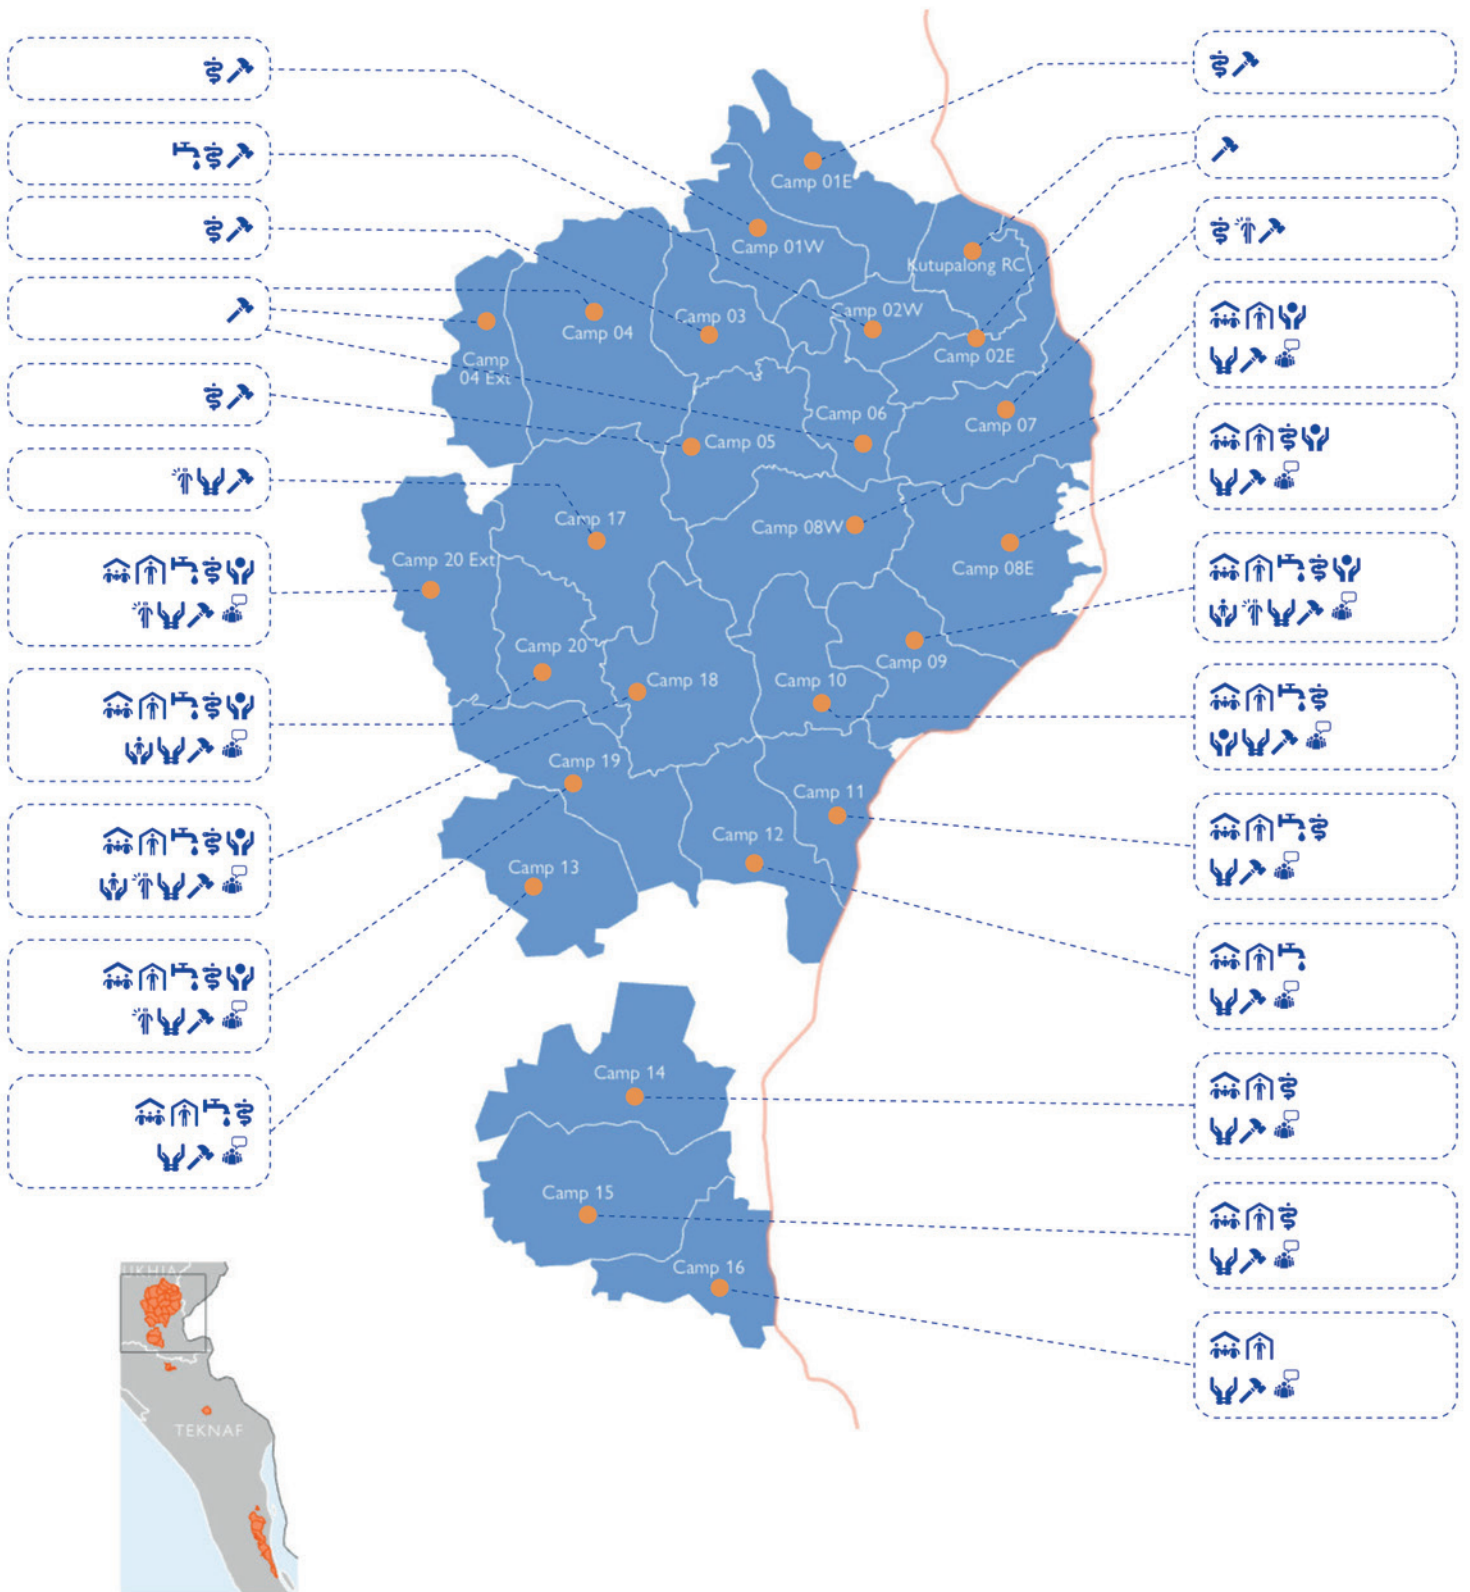 Camp 01E
Camp 01W
Kutupalong RC
Camp 04
Camp 03
Camp 02W
Camp 02E
Camp
04 Ext
Camp 06
Camp 07
Camp 05
Camp 17
Camp 08W
Camp 20 Ext
Camp 08E
Camp 20
Camp 09
Camp 18
Camp 10
Camp 19
Camp 11
Camp 12
Camp 13
Camp 14
Camp 15
Camp 16
UKHIA
TEKNAF